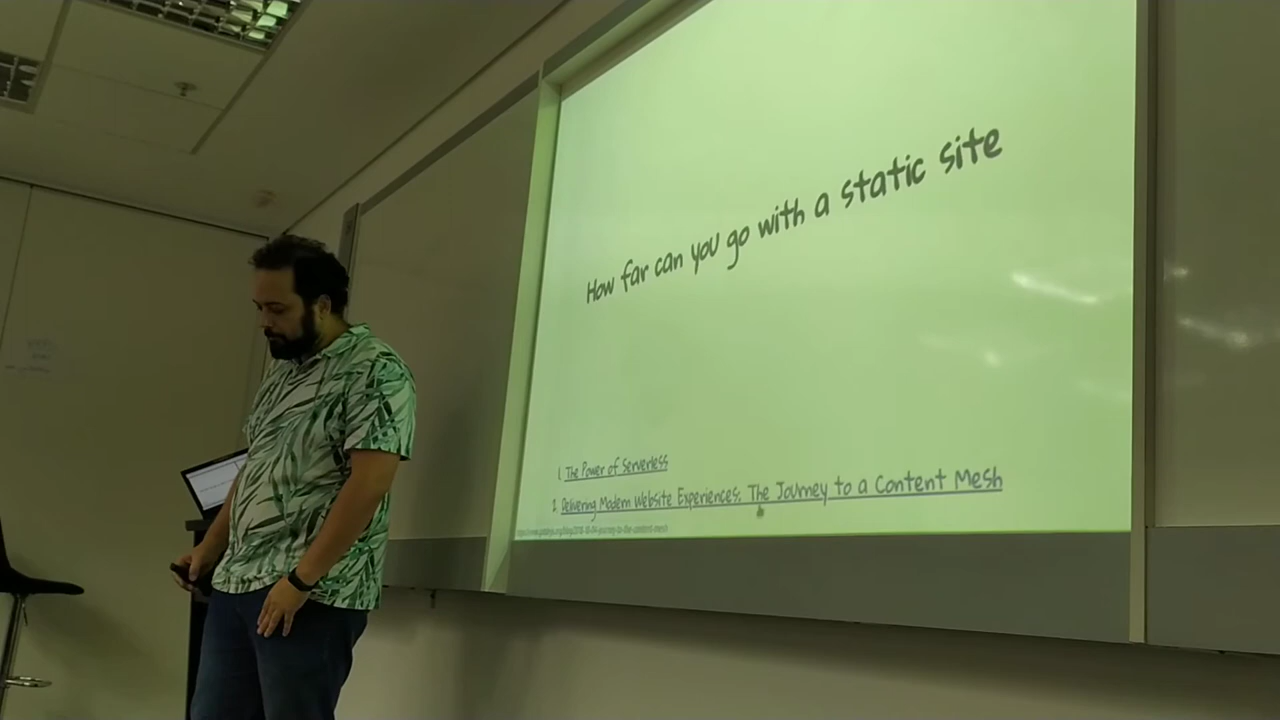 How far can you go with a static site
1. The Power of Serverless
2. Delivering Modern Website Experiences: The Journey to a Content Mesh